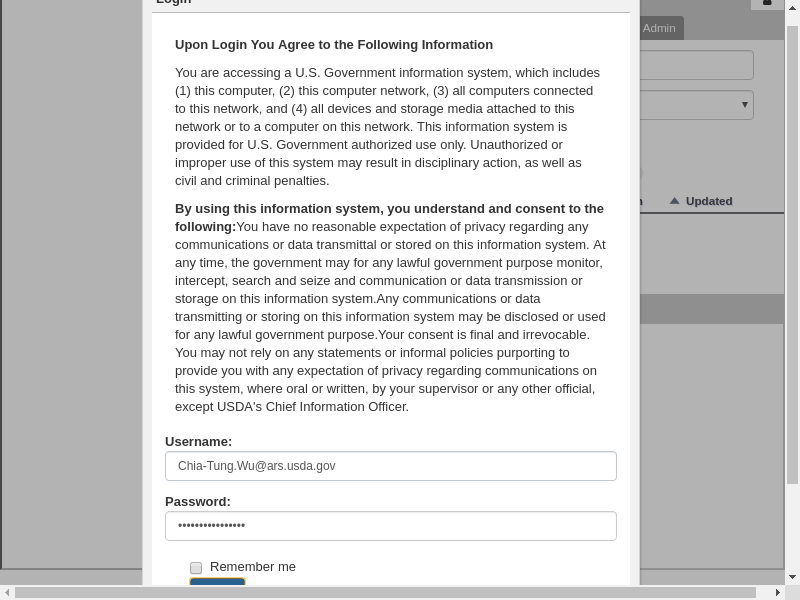 Login
Upon Login You Agree to the Following Information
You are accessing a U.S. Government information system, which includes
(1) this computer, (2) this computer network, (3) all computers connected
to this network, and (4) all devices and storage media attached to this
network or to a computer on this network. This information system is
provided for U.S. Government authorized use only. Unauthorized or
improper use of this system may result in disciplinary action, as well as
civil and criminal penalties.
By using this information system, you understand and consent to the
following:You have no reasonable expectation of privacy regarding any
communications or data transmittal or stored on this information system. At
any time, the government may for any lawful government purpose monitor,
intercept, search and seize and communication or data transmission or
storage on this information system.Any communications or data
transmitting or storing on this information system may be disclosed or used
for any lawful government purpose.Your consent is final and irrevocable.
You may not rely on any statements or informal policies purporting to
provide you with any expectation of privacy regarding communications on
this system, where oral or written, by your supervisor or any other official,
except USDA's Chief Information Officer.
Username:
Chia-Tung.Wu@ars.usda.gov
Password:
••••••••••••••••
Remember me
Admin
Updated